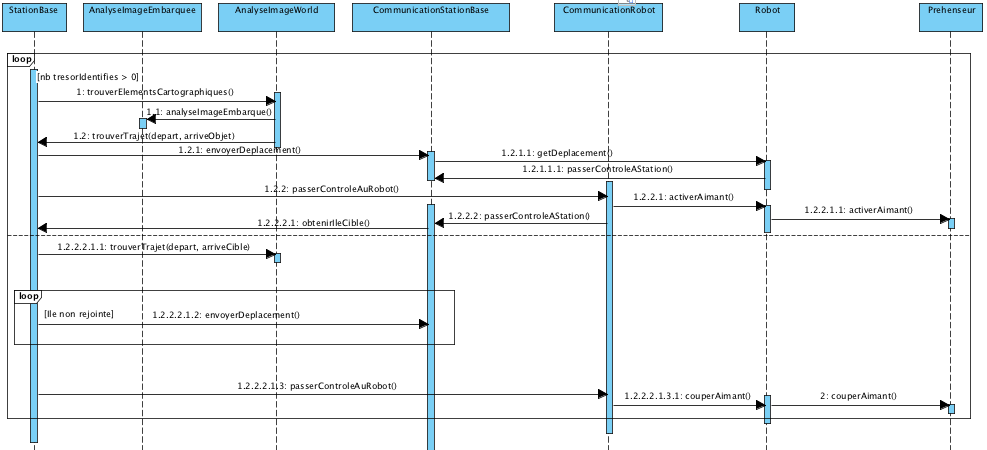 StationBase
AnalyseImageEmbarquee
AnalyseImageWorld
CommunicationStationBase
CommunicationRobot
Robot
Prehenseur
loop
[nb tresorIdentifies > 0]
1: trouverElementsCartographiques()
1.1: analyseImageEmbarque()
1.2: trouverTrajet(depart, arriveObjet)
1.2.1: envoyerDeplacement()
1.2.1.1: getDeplacement()
1.2.1.1.1: passerControleAStation()
1.2.2: passerControleAuRobot()
1.2.2.1: activerAimant()
1.2.2.1.1: activerAimant()
1.2.2.2: passerControleAStation()
1.2.2.2.1: obtenirIleCible()
1.2.2.2.1.1: trouverTrajet(depart, arriveCible)
loop
[Ile non rejointe]
1.2.2.2.1.2: envoyerDeplacement()
1.2.2.2.1.3: passerControleAuRobot()
1.2.2.2.1.3.1: couperAimant()
2: couperAimant()